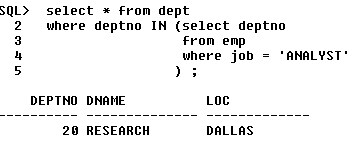 SQL> select * from dept
2 where deptno IN (select deptno
3 from emp
4 where job = 'ANALYST'
5 ) ;
DEPTNO DNAME LOC
---------- -------------- -------------
20 RESEARCH DALLAS